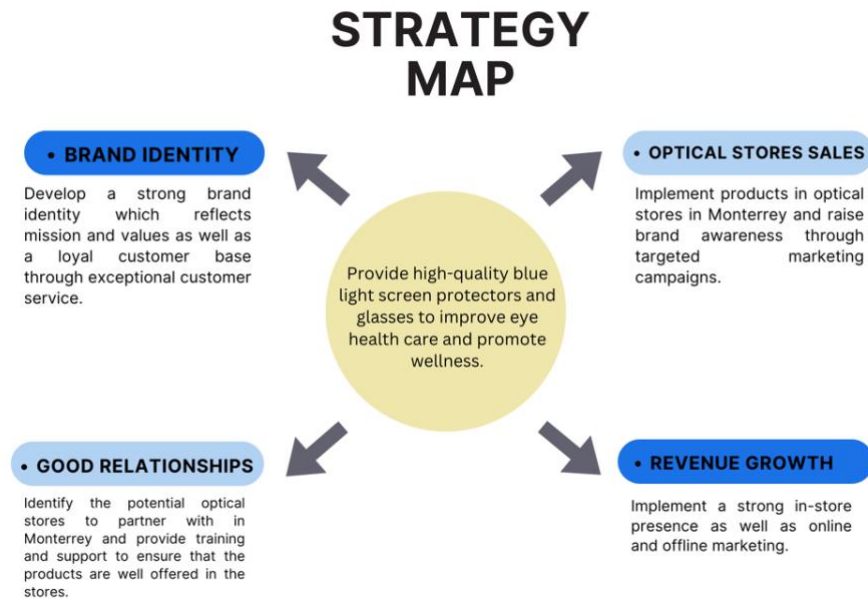 STRATEGY
MAP
• BRAND IDENTITY
Develop a strong brand
identity which reflects
mission and values as well as
a loyal customer base
through exceptional customer
service.
• OPTICAL STORES SALES
Implement products in optical
stores in Monterrey and raise
brand awareness through
targeted marketing
campaigns.
Provide high-quality blue
light screen protectors and
glasses to improve eye
health care and promote
wellness.
• GOOD RELATIONSHIPS
Identify the potential optical
stores to partner with in
Monterrey and provide training
and support to ensure that the
products are well offered in the
stores.
• REVENUE GROWTH
Implement a strong in-store
presence as well as online
and offline marketing.